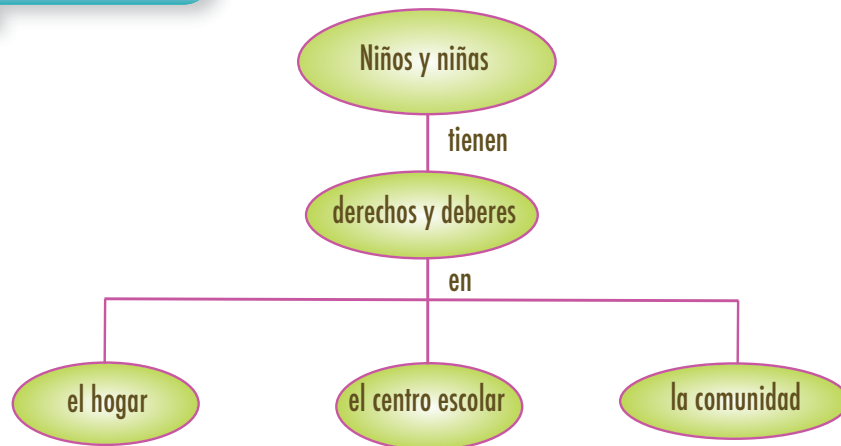 Niños y niñas
tienen
derechos y deberes
en
el hogar
el centro escolar
la comunidad